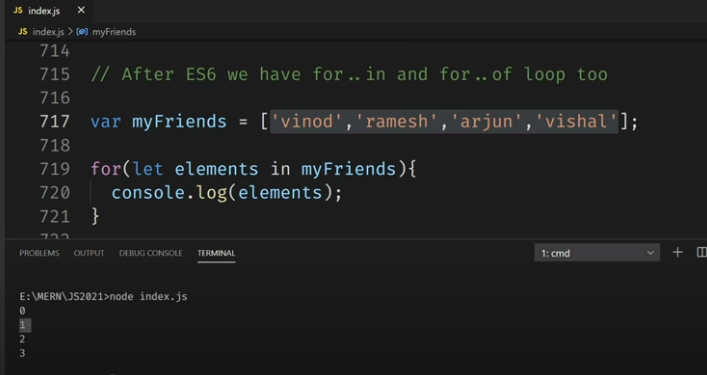 JS index.js ×
JS index.js > myFriends
714
715 // After ES6 we have for..in and for..of loop too
716
717 var myFriends = ['vinod','ramesh','arjun','vishal'];
718
719 for(let elements in myFriends){
720 console.log(elements);
721 }
722
PROBLEMS OUTPUT DEBUG CONSOLE TERMINAL 1: cmd
E:\MERN\JS2021>node index.js
0
1
2
3